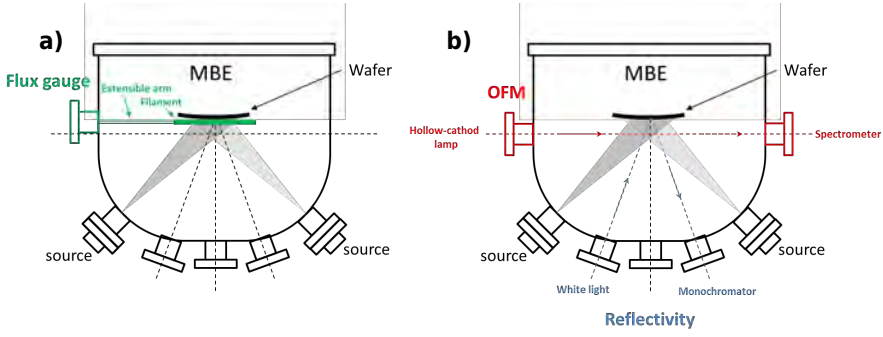 a)
MBE
Wafer
Flux gauge
Extensible arm
Filament
source
source
b)
MBE
Wafer
OFM
Hollow-cathod
lamp
Spectrometer
source
source
White light
Monochromator
Reflectivity